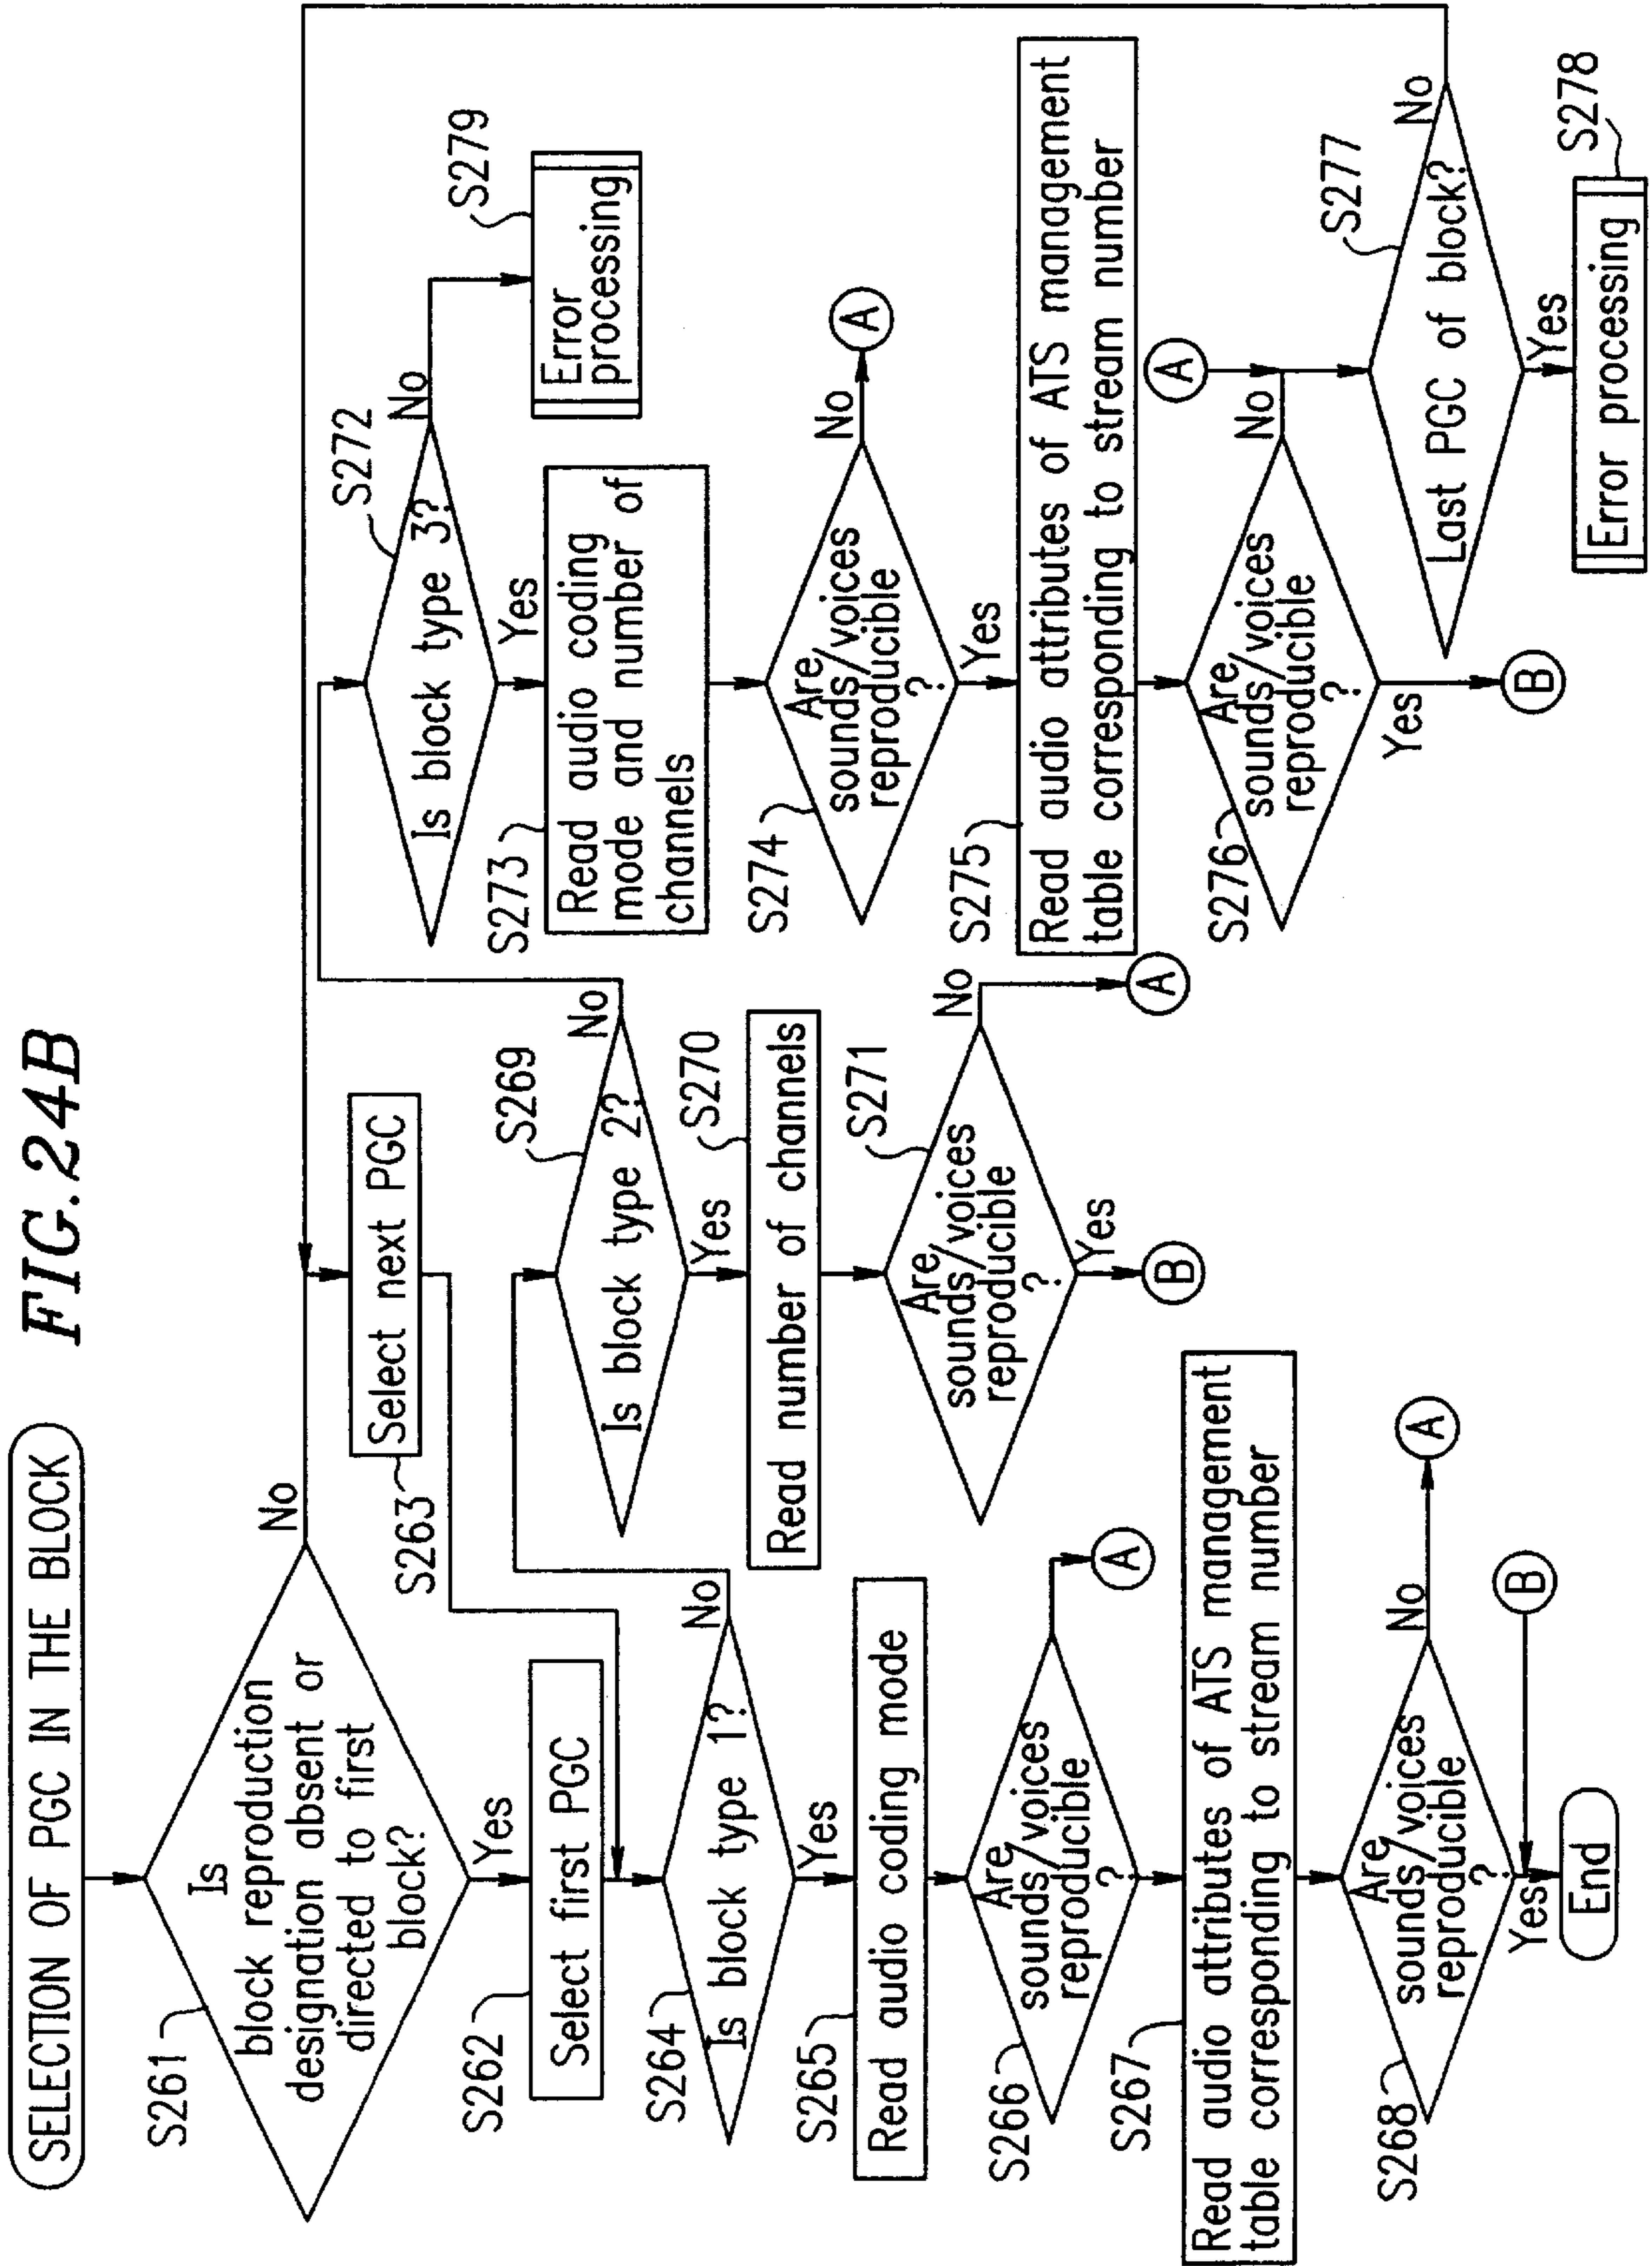 FIG.24B
SELECTION OF PGC IN THE BLOCK
S261
Is
block reproduction
designation absent or
directed to first
block?
No
Yes
S262
Select first PGC
S263
Select next PGC
S264
Is block type 1?
No
Yes
S265
Read audio coding mode
S266
Are
sounds/voices
reproducible
?
A
S267
Read audio attributes of ATS management
table corresponding to stream number
S268
Are
sounds/voices
reproducible
?
No
A
Yes
B
End
S269
Is block type 2?
No
Yes
S270
Read number of channels
S271
Are
sounds/voices
reproducible
?
No
A
Yes
B
S272
Is block type 3?
No
Yes
S279
Error
processing
S273
Read audio coding
mode and number of
channels
S274
Are
sounds/voices
reproducible
?
No
A
Yes
S275
Read audio attributes of ATS management
table corresponding to stream number
S276
Are
sounds/voices
reproducible
?
No
A
Yes
B
S277
Last PGC of block?
No
Yes
S278
Error processing